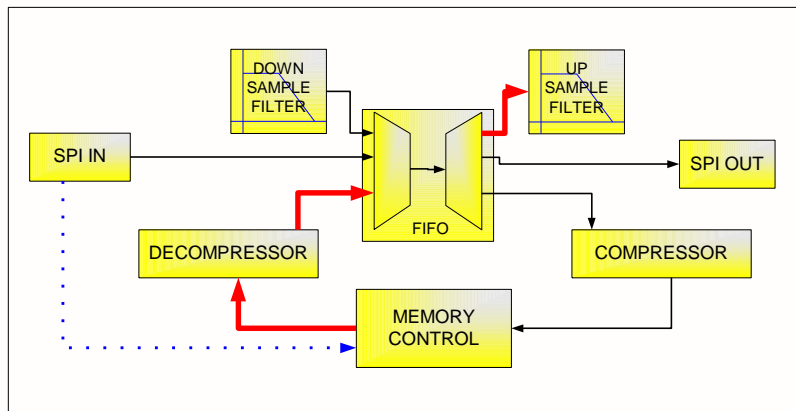 DOWN
SAMPLE
FILTER
UP
SAMPLE
FILTER
SPI IN
SPI OUT
FIFO
DECOMPRESSOR
COMPRESSOR
MEMORY
CONTROL